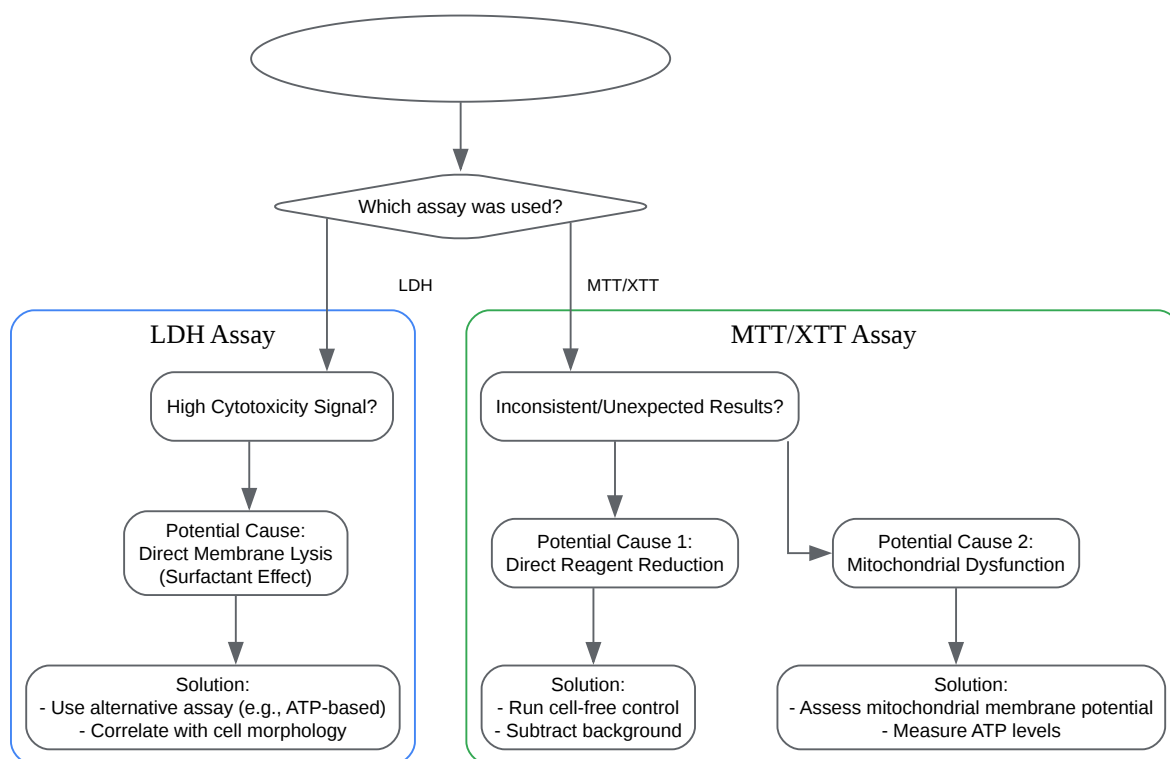 Which assay was used?
LDH
MTT/XTT
LDH Assay
High Cytotoxicity Signal?
Potential Cause:
Direct Membrane Lysis
(Surfactant Effect)
Solution:
- Use alternative assay (e.g., ATP-based)
- Correlate with cell morphology
MTT/XTT Assay
Inconsistent/Unexpected Results?
Potential Cause 1:
Direct Reagent Reduction
Potential Cause 2:
Mitochondrial Dysfunction
Solution:
- Run cell-free control
- Subtract background
Solution:
- Assess mitochondrial membrane potential
- Measure ATP levels